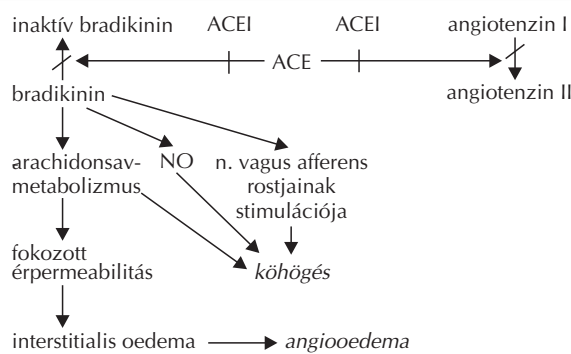 inaktív bradikinin ACEI ACEI angiotenzin I
ACE
bradikinin angiotenzin II
arachidonsav- NO n. vagus afferens
metabolizmus rostjainak
stimulációja
fokozott
érpermeabilitás köhögés
interstitialis oedema angiooedema